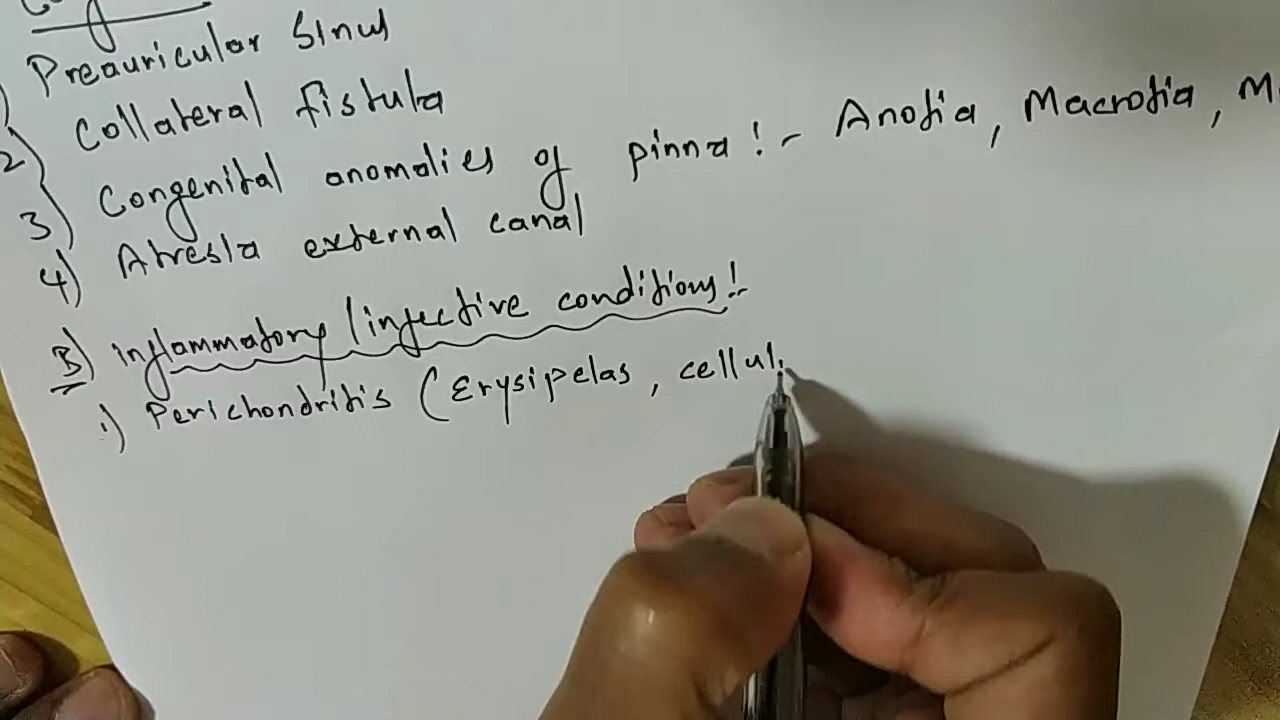 ) Preauricular Sinus
2) Collateral fistula
3) Congenital anomalies of pinna :- Anotia, Macrotia, M
4) Atresia external canal
B) inflammatory / infective conditions :-
1) Perichondritis (Erysipelas, celluli